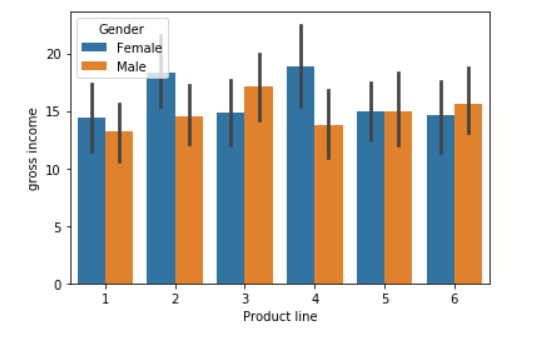 Gender
Female
Male
20
15
10
5
0
gross income
1 2 3 4 5 6
Product line